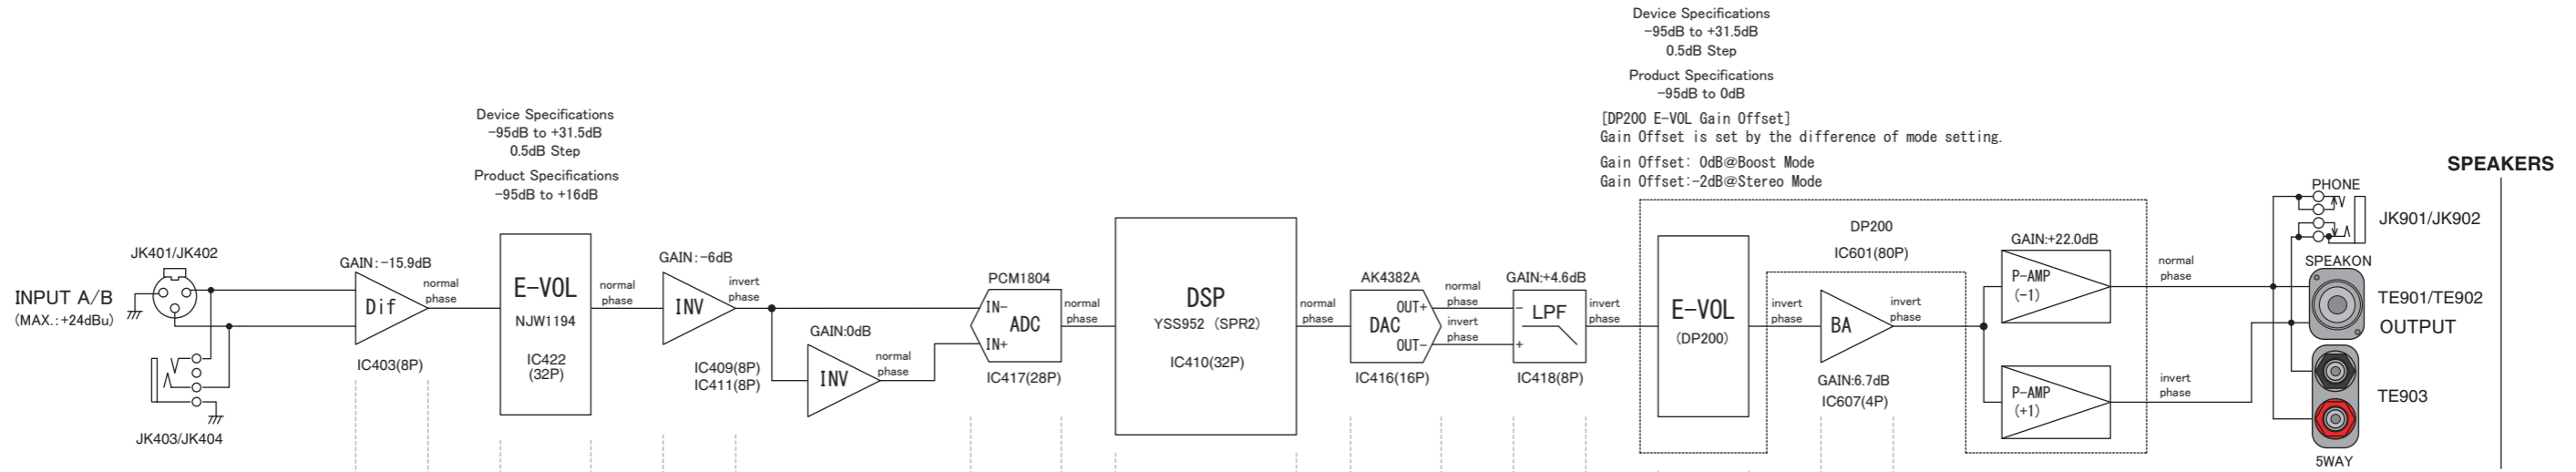 Device Specifications
-95dB to +31.5dB
0.5dB Step
Product Specifications
-95dB to 0dB
[DP200 E-VOL Gain Offset]
Gain Offset is set by the difference of mode setting.
Gain Offset: 0dB@Boost Mode
Gain Offset:-2dB@Stereo Mode
Device Specifications
-95dB to +31.5dB
0.5dB Step
Product Specifications
-95dB to +16dB
SPEAKERS
INPUT A/B
(MAX.:+24dBu)
JK401/JK402
JK403/JK404
GAIN:-15.9dB
Dif
IC403(8P)
normal
phase
E-VOL
NJW1194
IC422
(32P)
normal
phase
GAIN:-6dB
INV
IC409(8P)
IC411(8P)
invert
phase
GAIN:0dB
INV
normal
phase
PCM1804
IN-
ADC
IN+
IC417(28P)
normal
phase
DSP
YSS952 (SPR2)
IC410(32P)
normal
phase
AK4382A
OUT+
DAC
OUT-
IC416(16P)
normal
phase
invert
phase
GAIN:+4.6dB
-
LPF
+
IC418(8P)
invert
phase
E-VOL
(DP200)
invert
phase
DP200
IC601(80P)
BA
GAIN:6.7dB
IC607(4P)
invert
phase
GAIN:+22.0dB
P-AMP
(-1)
normal
phase
P-AMP
(+1)
invert
phase
PHONE
JK901/JK902
SPEAKON
TE901/TE902
OUTPUT
TE903
5WAY